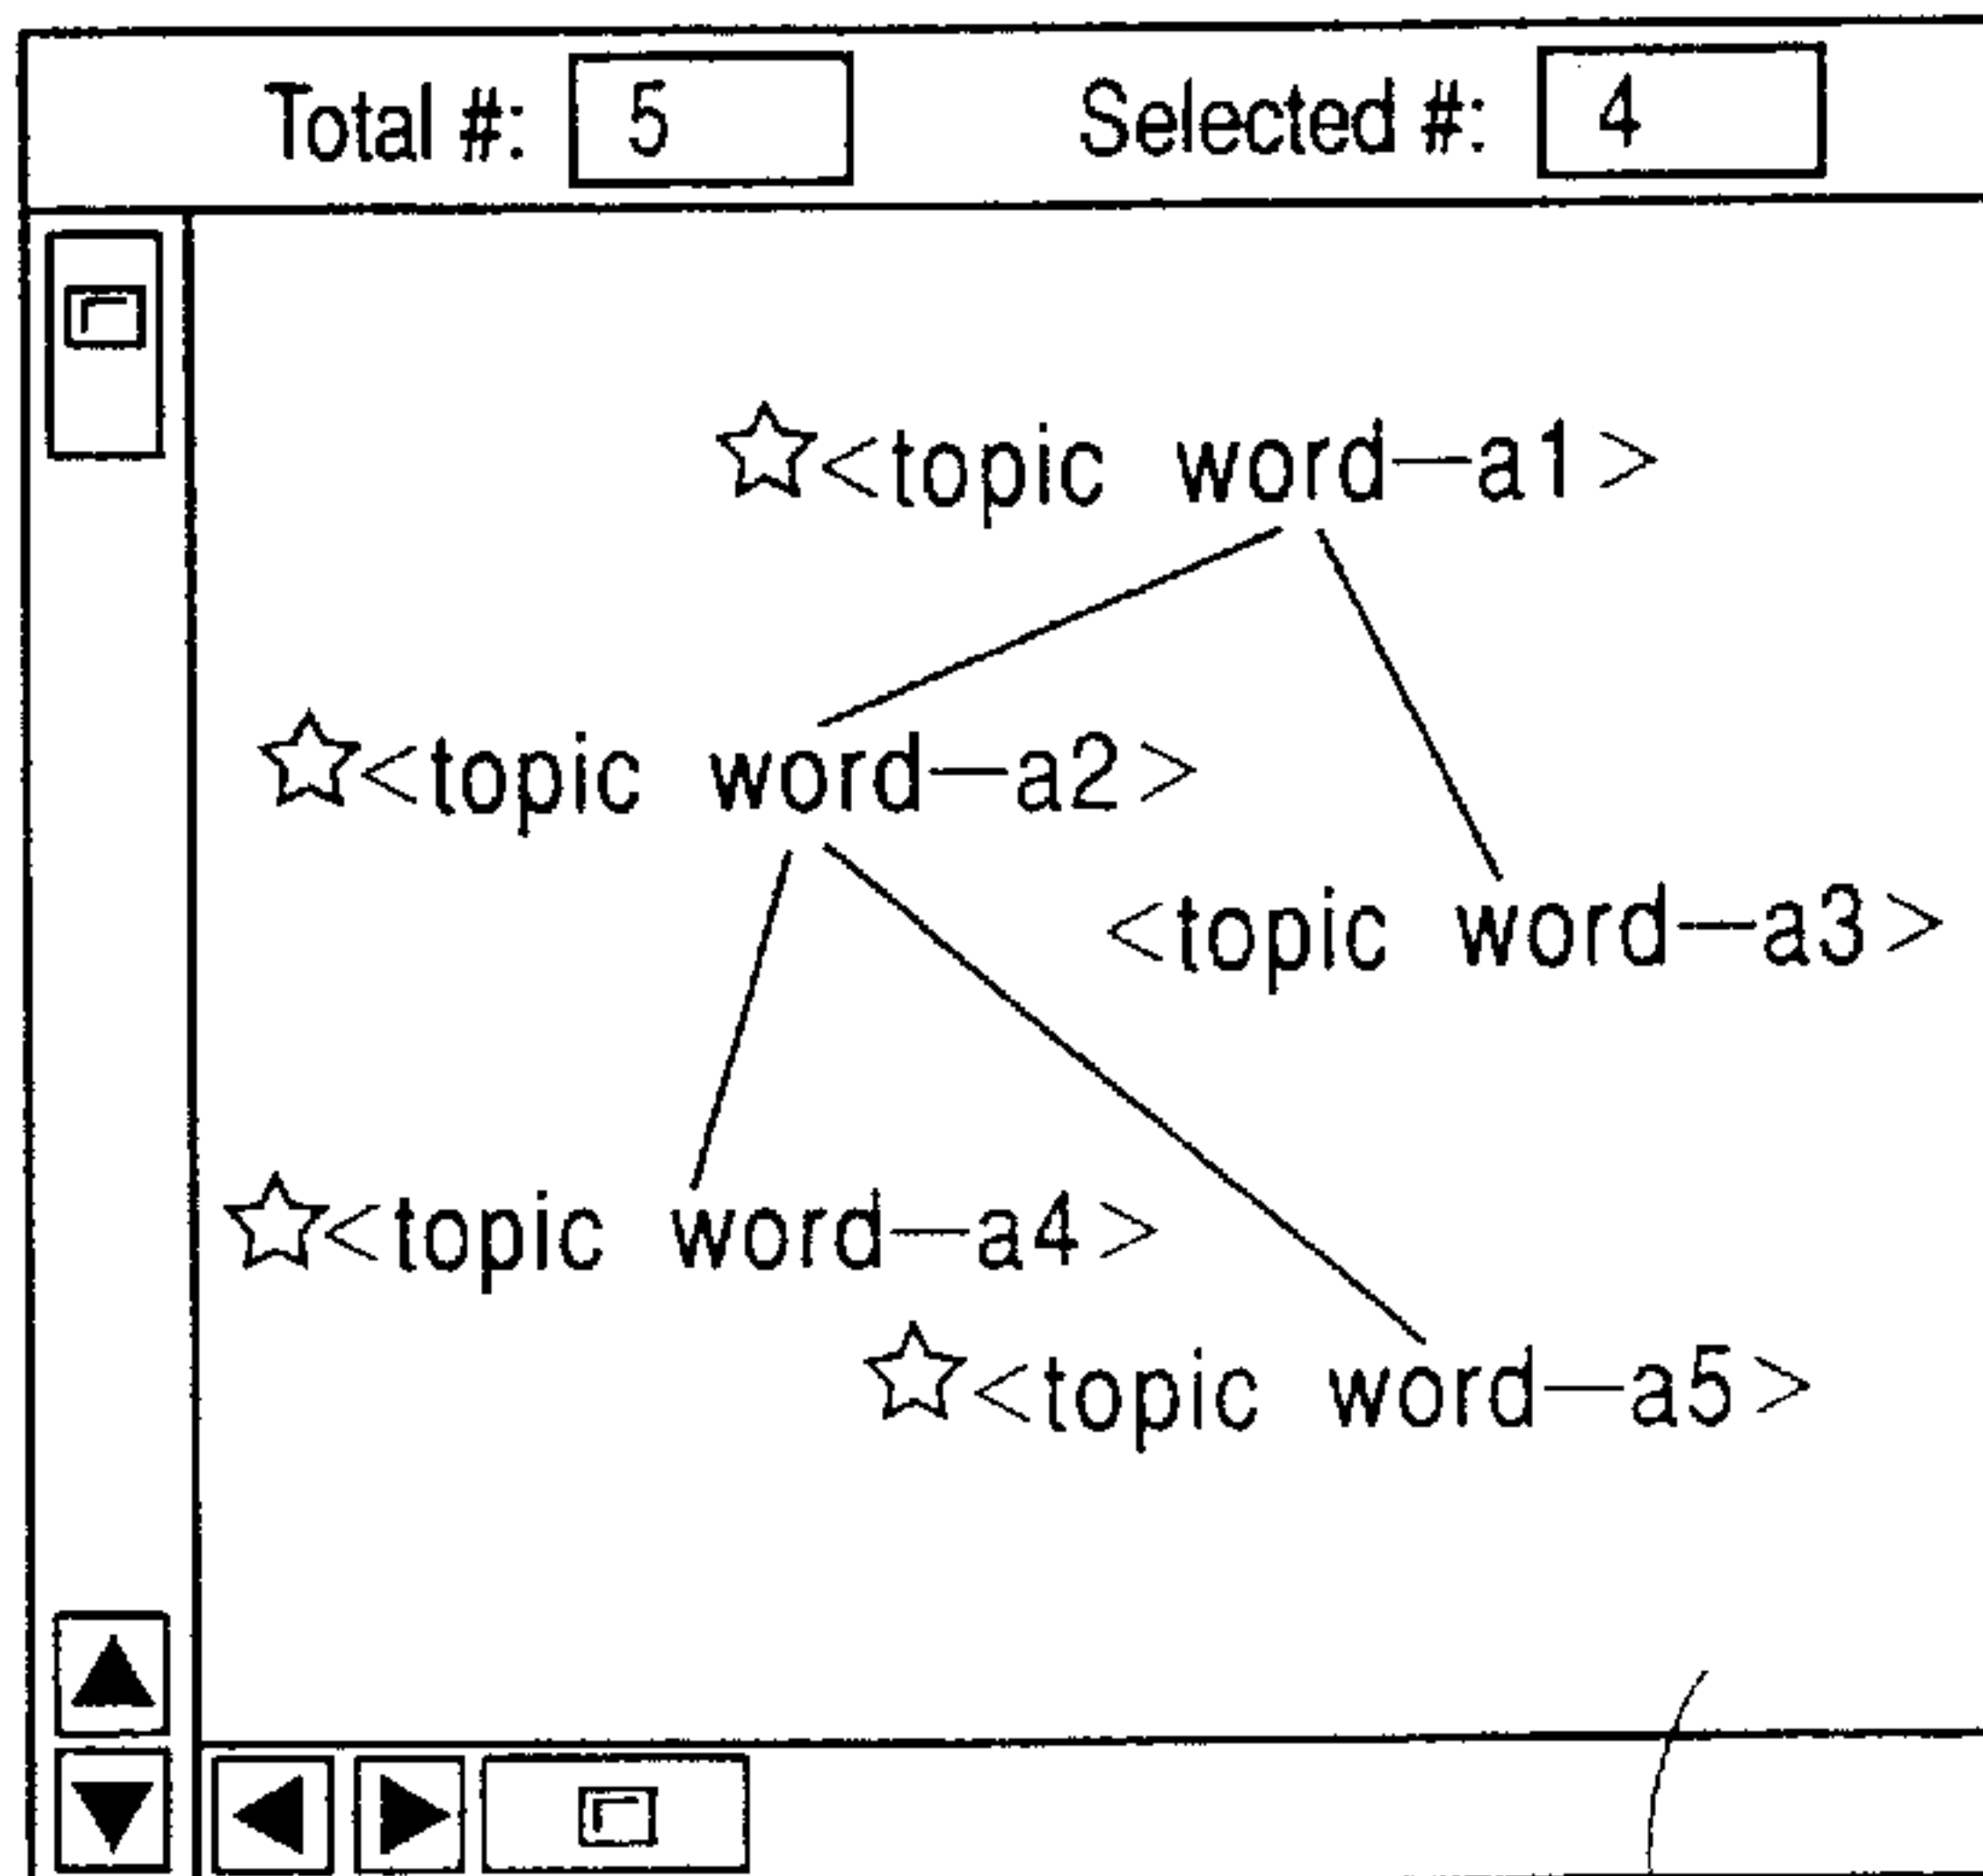 Total #: 5 Selected #: 4
☆<topic word—a1>
☆<topic word—a2>
<topic word—a3>
☆<topic word—a4>
☆<topic word—a5>